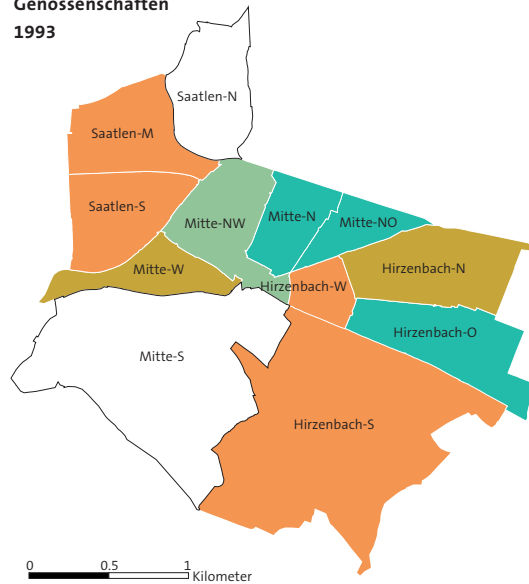 Genossenschaften
1993
Saatlen-N
Saatlen-M
Saatlen-S
Mitte-NW
Mitte-N
Mitte-NO
Mitte-W
Hirzenbach-W
Hirzenbach-N
Hirzenbach-O
Mitte-S
Hirzenbach-S
0 0.5 1
Kilometer